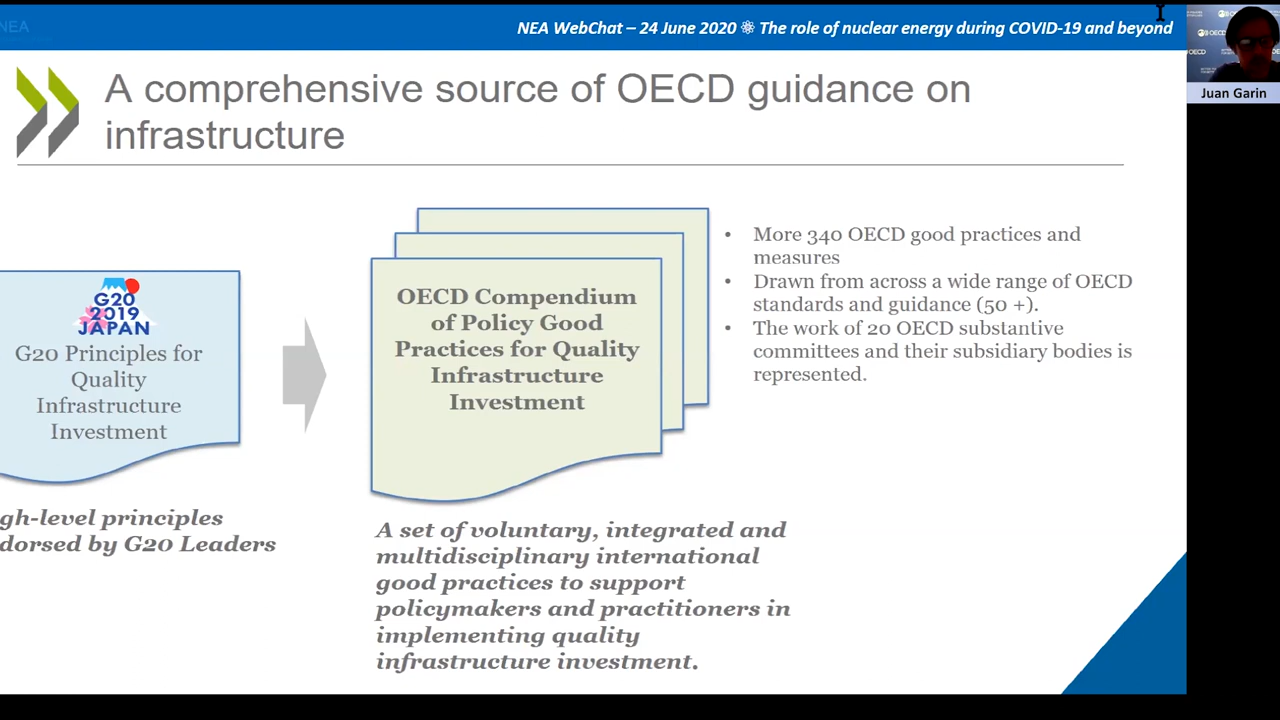 NEA
NEA WebChat – 24 June 2020 ⚛ The role of nuclear energy during COVID-19 and beyond
OECD
OECD
Juan Garin
A comprehensive source of OECD guidance on
infrastructure
G20
2019
JAPAN
G20 Principles for
Quality
Infrastructure
Investment
gh-level principles
dorsed by G20 Leaders
OECD Compendium
of Policy Good
Practices for Quality
Infrastructure
Investment
A set of voluntary, integrated and
multidisciplinary international
good practices to support
policymakers and practitioners in
implementing quality
infrastructure investment.
• More 340 OECD good practices and
measures
• Drawn from across a wide range of OECD
standards and guidance (50 +).
• The work of 20 OECD substantive
committees and their subsidiary bodies is
represented.